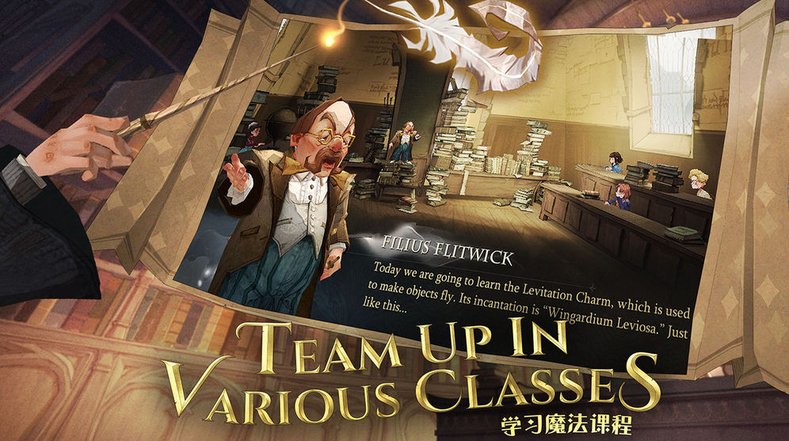 FILIUS FLITWICK
Today we are going to learn the Levitation Charm, which is used
to make objects fly. Its incantation is “Wingardium Leviosa.” Just
like this...
TEAM UP IN
VARIOUS CLASSES
学习魔法课程